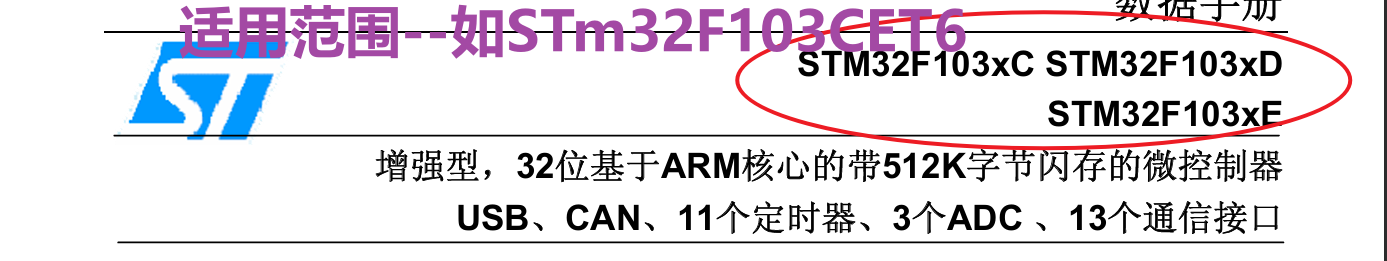 数据手册
适用范围--如STm32F103CET6
ST
STM32F103xC STM32F103xD
STM32F103xE
增强型，32位基于ARM核心的带512K字节闪存的微控制器
USB、CAN、11个定时器、3个ADC 、13个通信接口